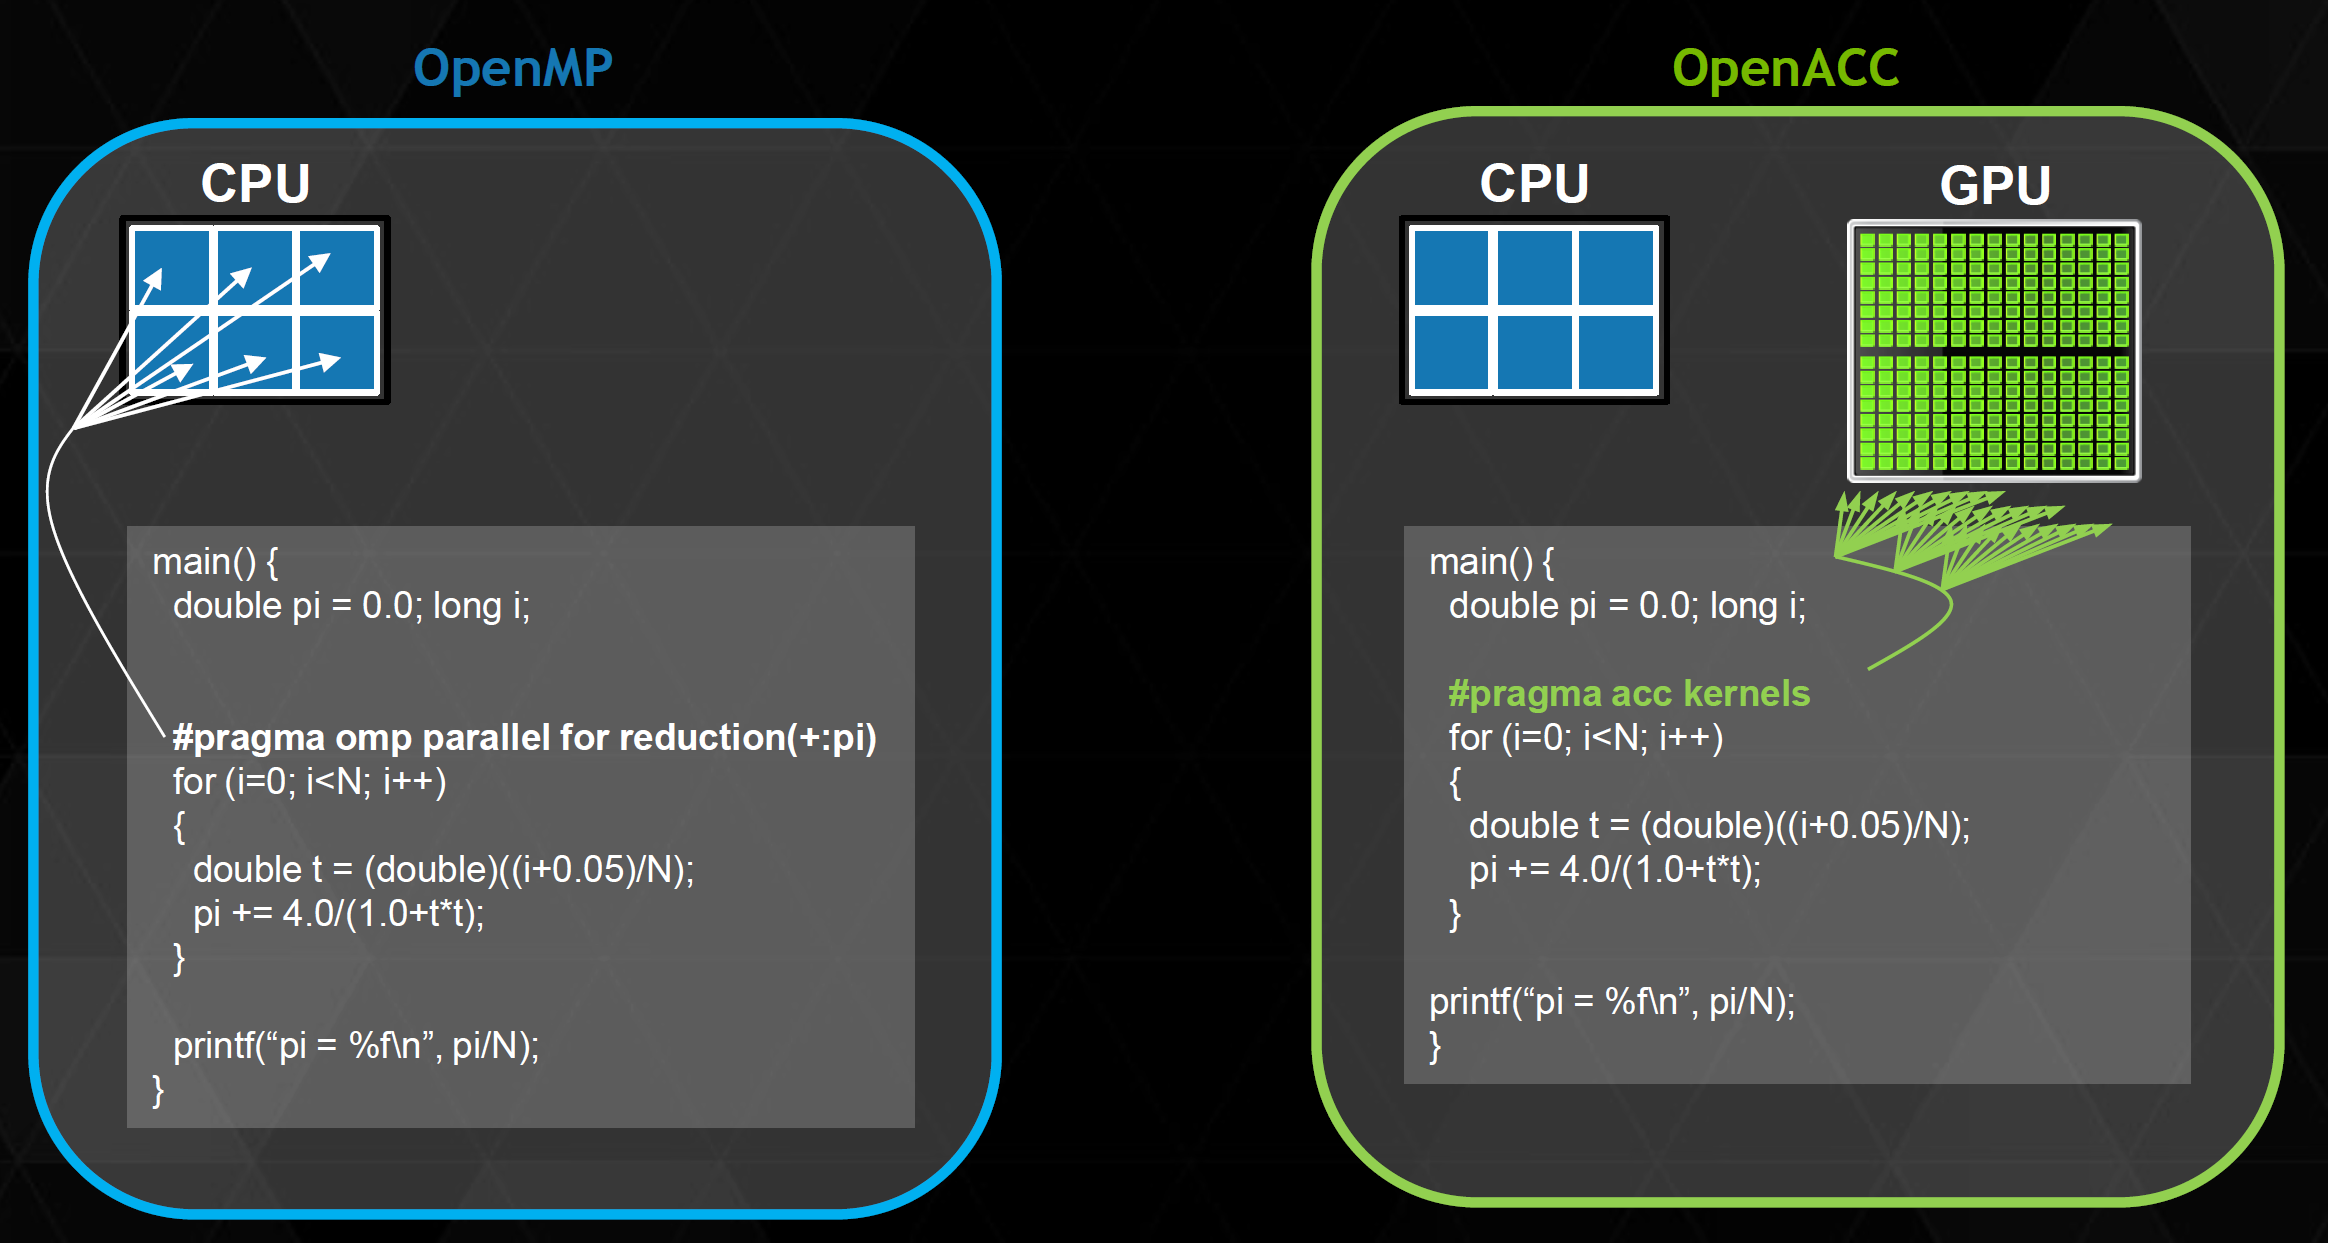 OpenMP
CPU
main() {
double pi = 0.0; long i;
#pragma omp parallel for reduction(+:pi)
for (i=0; i<N; i++)
{
double t = (double)((i+0.05)/N);
pi += 4.0/(1.0+t*t);
}
printf(“pi = %f\n”, pi/N);
}
OpenACC
CPU
GPU
main() {
double pi = 0.0; long i;
#pragma acc kernels
for (i=0; i<N; i++)
{
double t = (double)((i+0.05)/N);
pi += 4.0/(1.0+t*t);
}
printf(“pi = %f\n”, pi/N);
}